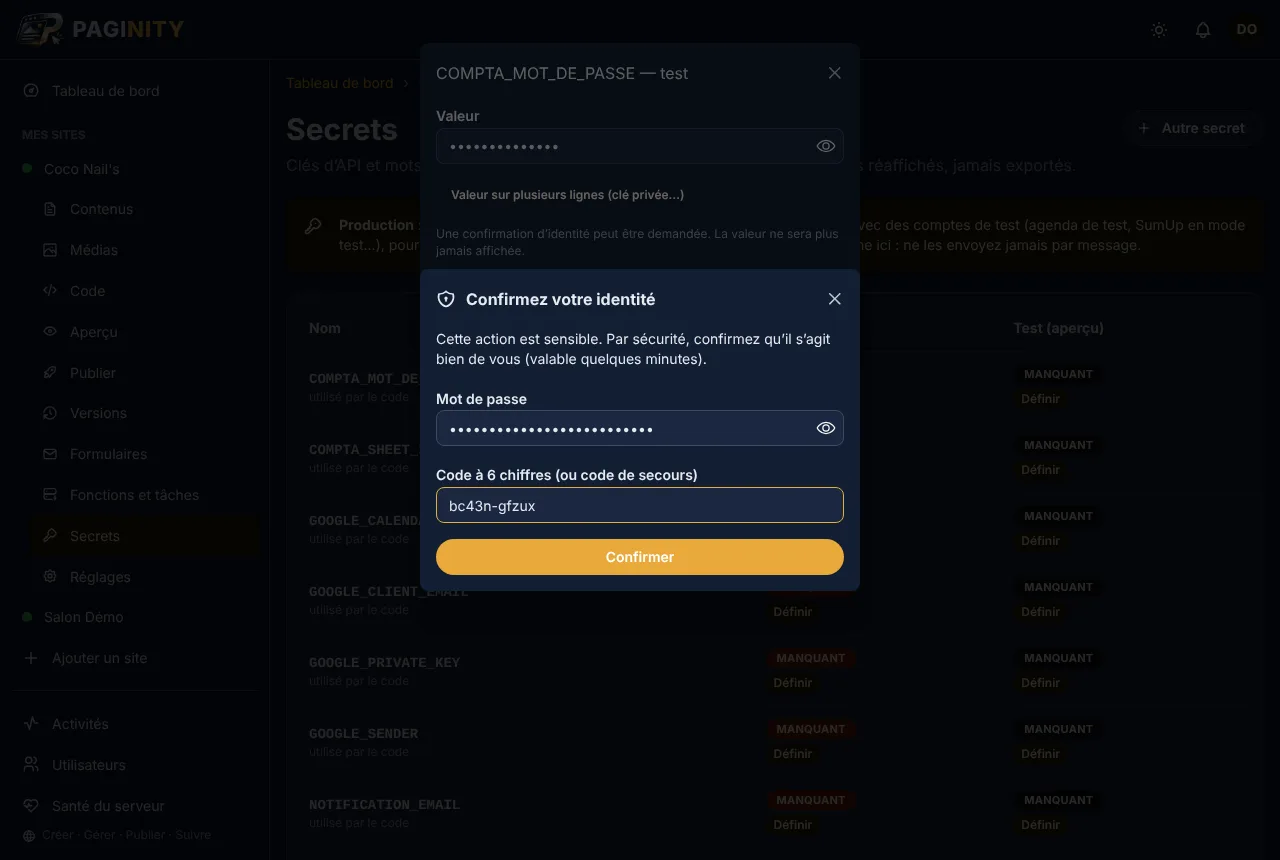 PAGINITY
DO
Tableau de bord
MES SITES
Coco Nail's
Contenus
Médias
Code
Aperçu
Publier
Versions
Formulaires
Fonctions et tâches
Secrets
Réglages
Salon Démo
Ajouter un site
Activités
Utilisateurs
Santé du serveur
Créer · Gérer · Publier · Suivre
Tableau de bord ›
Secrets
Autre secret
Clés d'API et mots
s réaffichés, jamais exportés.
Production :
vec des comptes de test (agenda de test, SumUp en mode
test…), pour
ne ici : ne les envoyez jamais par message.
COMPTA_MOT_DE_PASSE — test
Valeur
••••••••••••••
Valeur sur plusieurs lignes (clé privée…)
Une confirmation d’identité peut être demandée. La valeur ne sera plus
jamais affichée.
Confirmez votre identité
Cette action est sensible. Par sécurité, confirmez qu’il s’agit
bien de vous (valable quelques minutes).
Mot de passe
••••••••••••••••••••••••••
Code à 6 chiffres (ou code de secours)
bc43n-gfzux
Confirmer
Nom
Test (aperçu)
COMPTA_MOT_DE
utilisé par le code
MANQUANT
Définir
COMPTA_SHEET_
utilisé par le code
MANQUANT
Définir
GOOGLE_CALENDA
utilisé par le code
MANQUANT
Définir
GOOGLE_CLIENT_EMAIL
utilisé par le code
Définir
MANQUANT
Définir
GOOGLE_PRIVATE_KEY
utilisé par le code
MANQUANT
Définir
MANQUANT
Définir
GOOGLE_SENDER
utilisé par le code
MANQUANT
Définir
MANQUANT
Définir
NOTIFICATION_EMAIL
utilisé par le code
MANQUANT
Définir
MANQUANT
Définir